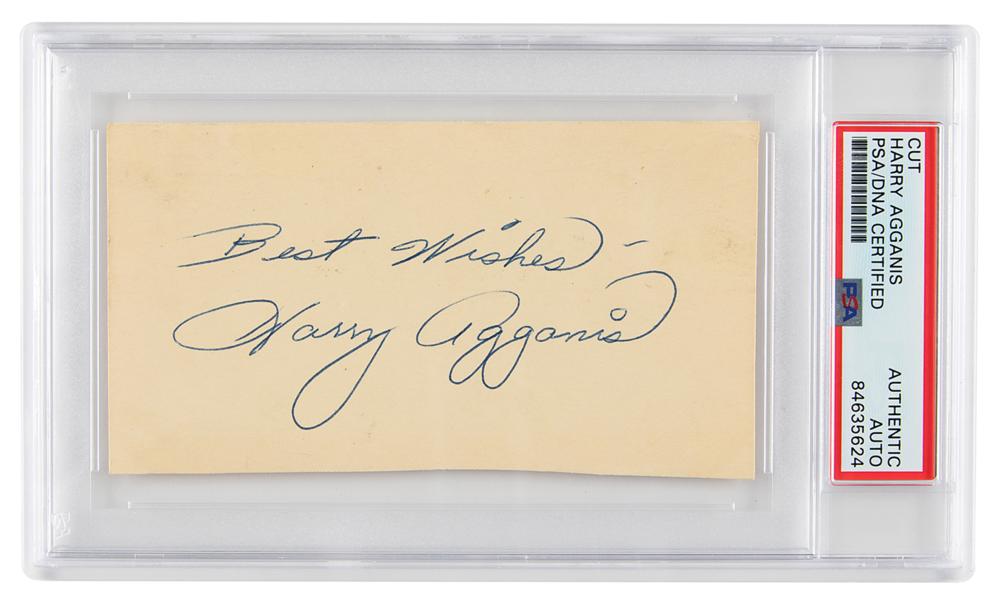 Best Wishes -
Harry Agganis
CUT
HARRY AGGANIS
PSA/DNA CERTIFIED
PSA
AUTHENTIC
AUTO
84635624